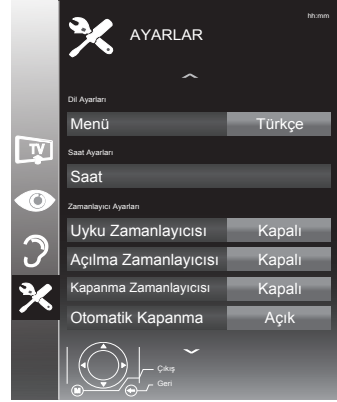 hh:mm
AYARLAR
Dil Ayarları
Menü Türkçe
Saat Ayarları
Saat
Zamanlayıcı Ayarları
Uyku Zamanlayıcısı Kapalı
Açılma Zamanlayıcısı Kapalı
Kapanma Zamanlayıcısı Kapalı
Otomatik Kapanma Açık
Çıkış
M Geri
TV